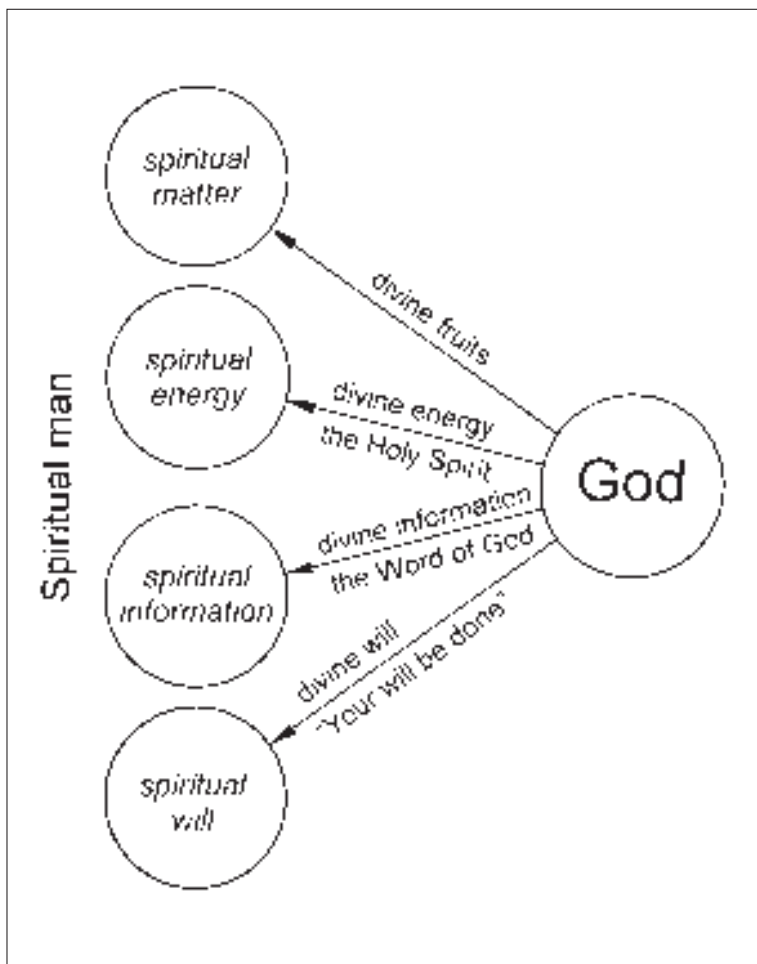 spiritual
matter
divine fruits
spiritual
energy
divine energy
the Holy Spirit
God
Spiritual man
divine information
the Word of God
spiritual
information
divine will
"Your will be done"
spiritual
will